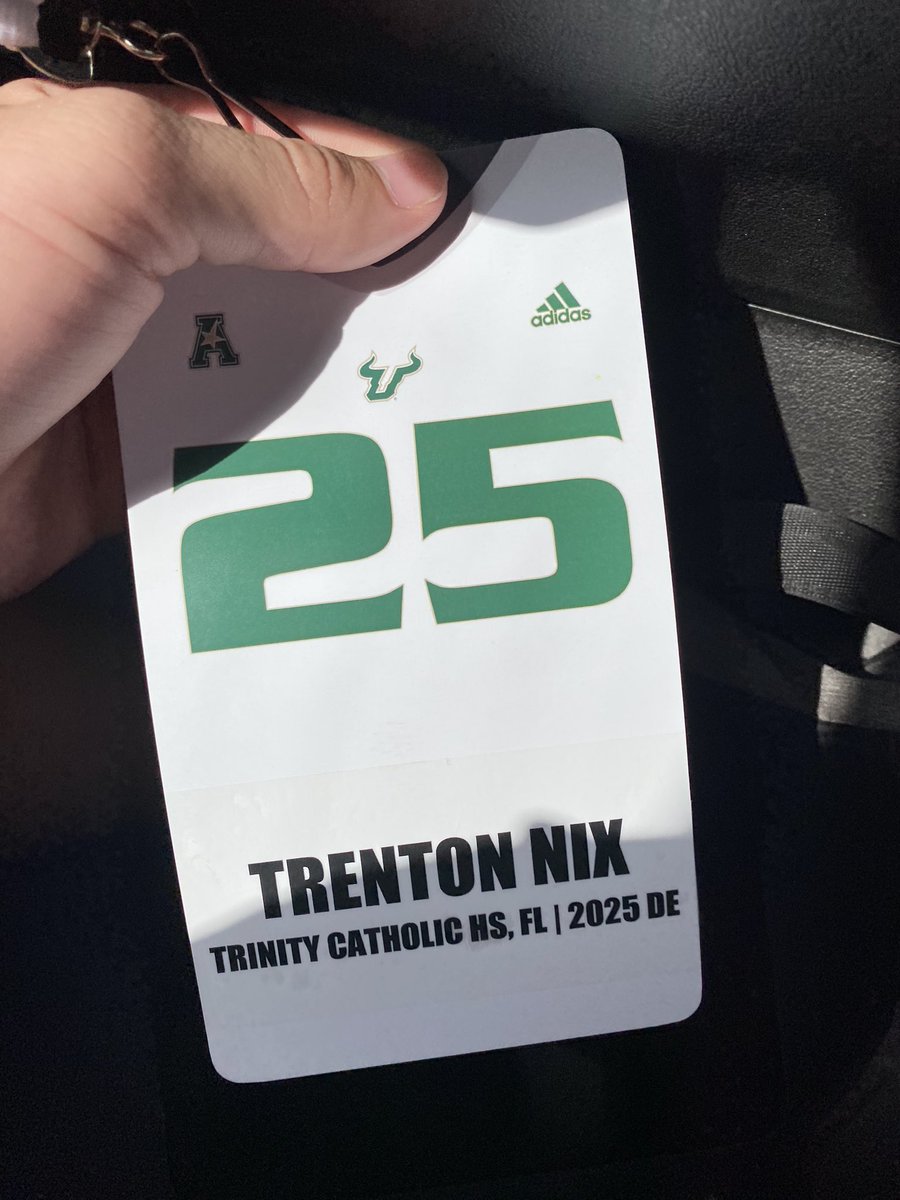 adidas
25
TRENTON NIX
TRINITY CATHOLIC HS, FL | 2025 DE